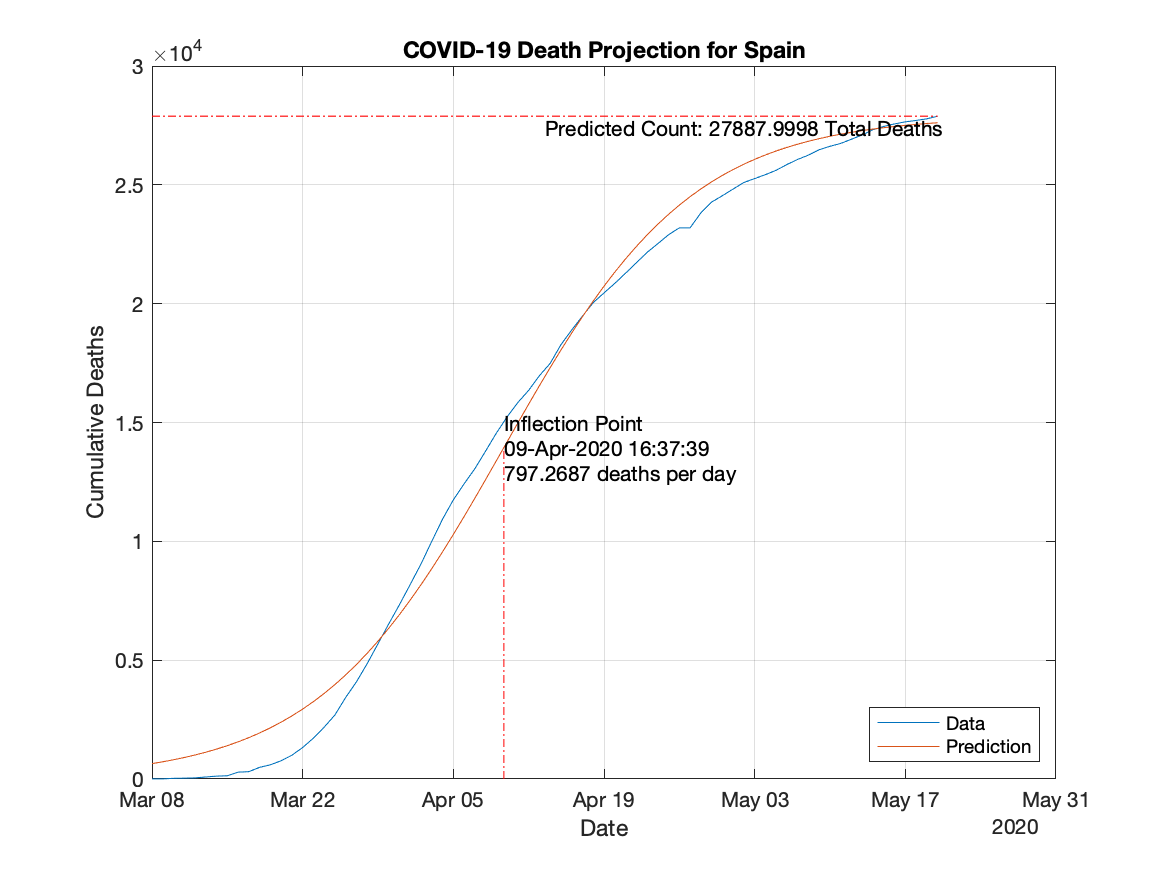 COVID-19 Death Projection for Spain
×10⁴
3
2.5
2
1.5
1
0.5
0
Cumulative Deaths
Predicted Count: 27887.9998 Total Deaths
Inflection Point
09-Apr-2020 16:37:39
797.2687 deaths per day
Data
Prediction
Mar 08 Mar 22 Apr 05 Apr 19 May 03 May 17 May 31
Date
2020